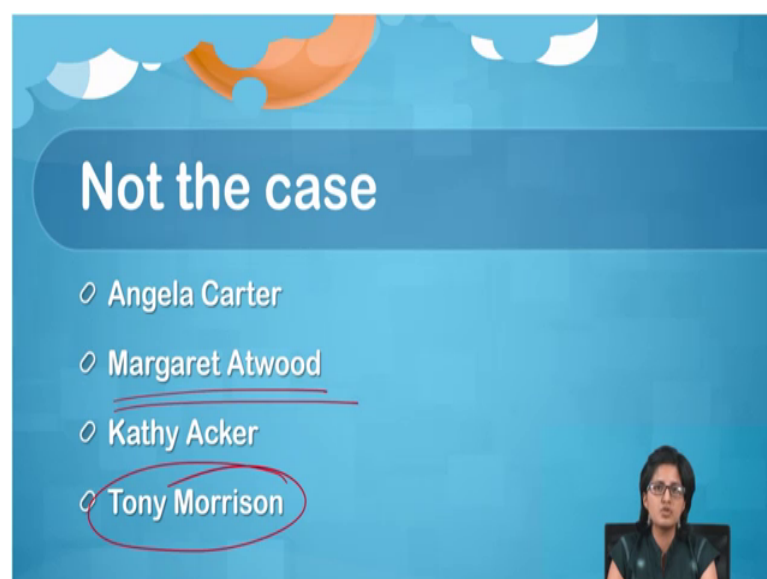 Not the case
Angela Carter
Margaret Atwood
Kathy Acker
Tony Morrison